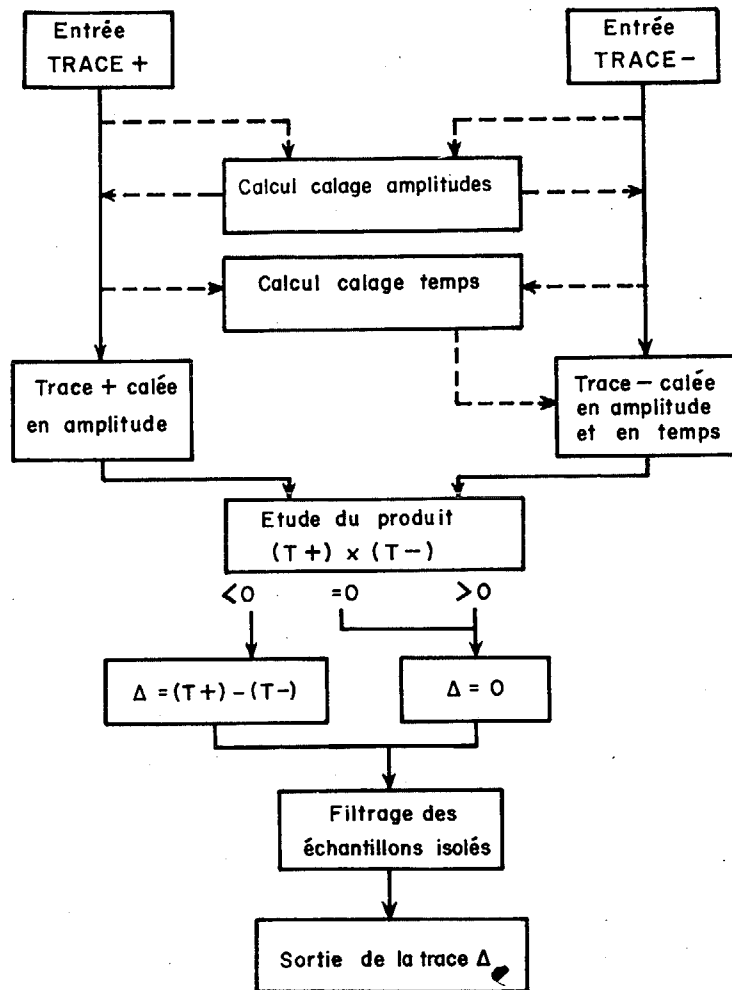 Entrée
TRACE +
Entrée
TRACE -
Calcul calage amplitudes
Calcul calage temps
Trace + calée
en amplitude
Trace - calée
en amplitude
et en temps
Etude du produit
(T+) x (T-)
<0 =0 >0
Δ = (T+) - (T-)
Δ = 0
Filtrage des
échantillons isolés
Sortie de la trace Δ